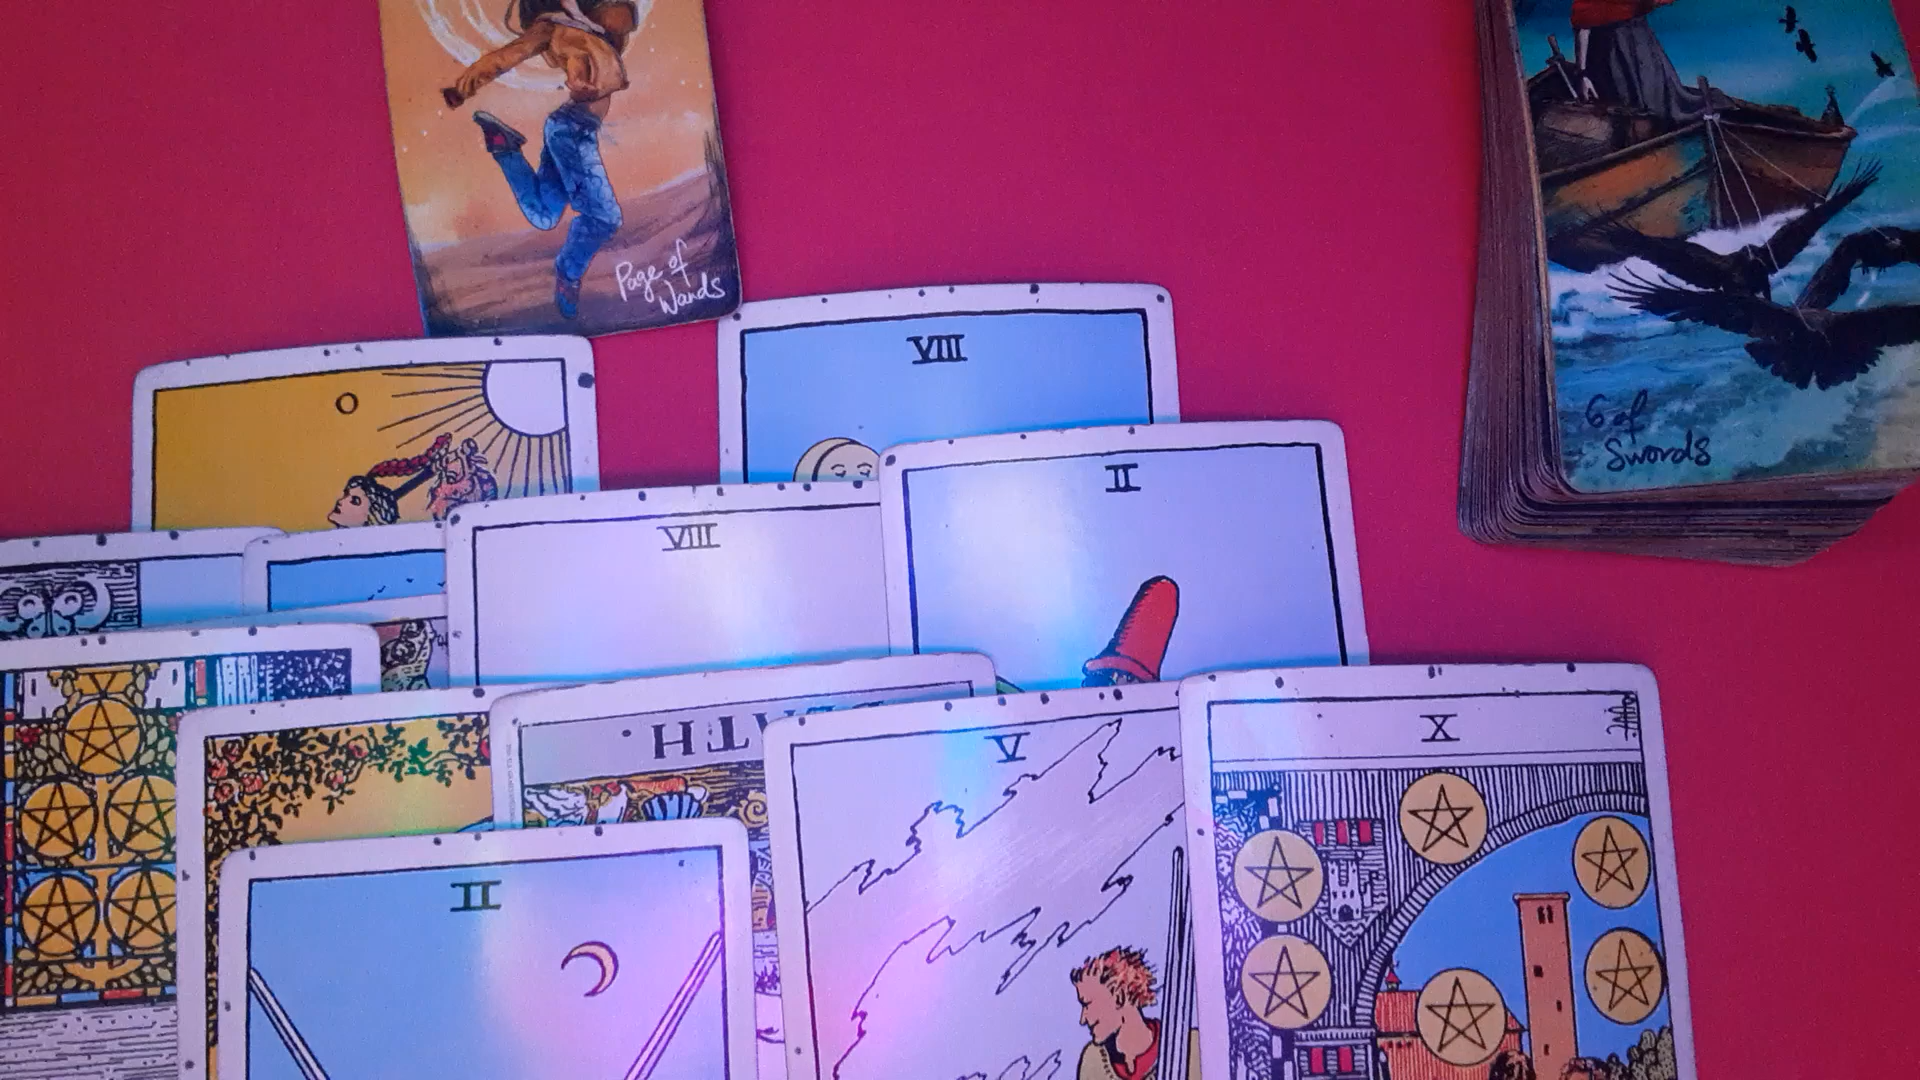 Page of
Wands
6 of
Swords
VIII
O
II
VIII
X
V
II